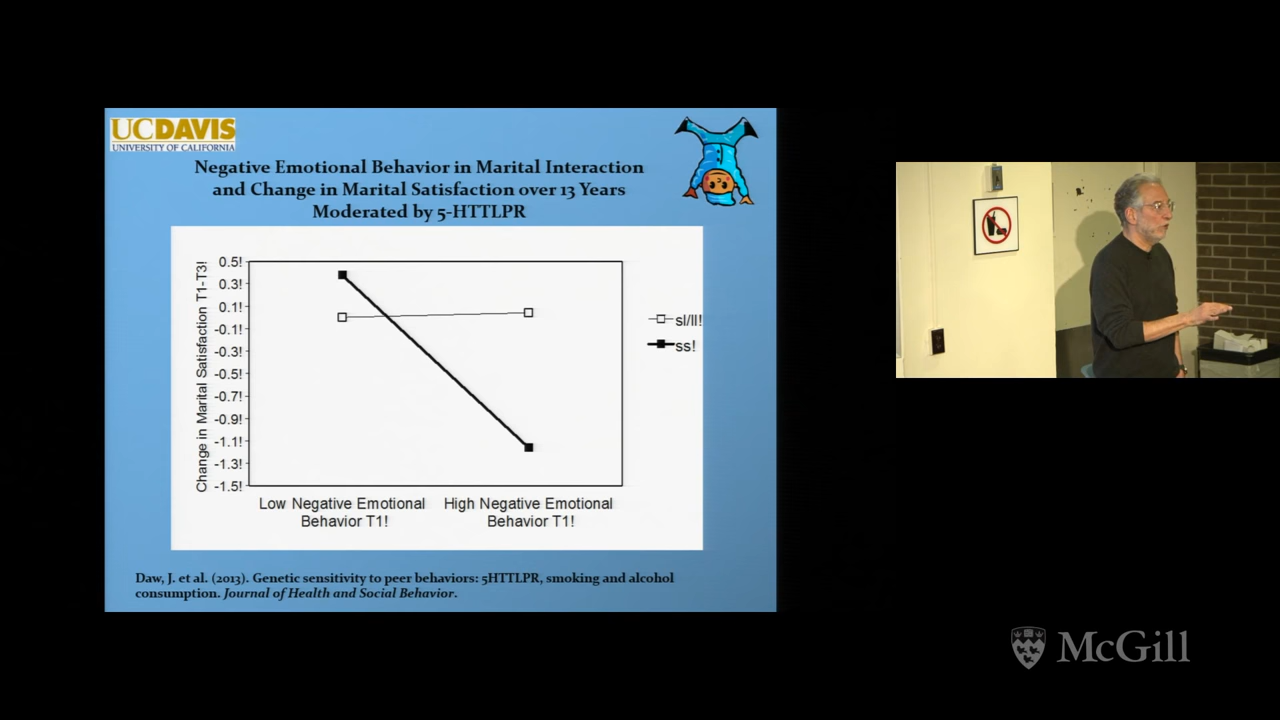 UCDAVIS
UNIVERSITY OF CALIFORNIA
Negative Emotional Behavior in Marital Interaction
and Change in Marital Satisfaction over 13 Years
Moderated by 5-HTTLPR
Change in Marital Satisfaction T1-T3!
0.5!
0.3!
0.1!
-0.1!
-0.3!
-0.5!
-0.7!
-0.9!
-1.1!
-1.3!
-1.5!
Low Negative Emotional
Behavior T1!
High Negative Emotional
Behavior T1!
sl/ll!
ss!
Daw, J. et al. (2013). Genetic sensitivity to peer behaviors: 5HTTLPR, smoking and alcohol
consumption. Journal of Health and Social Behavior.
McGill